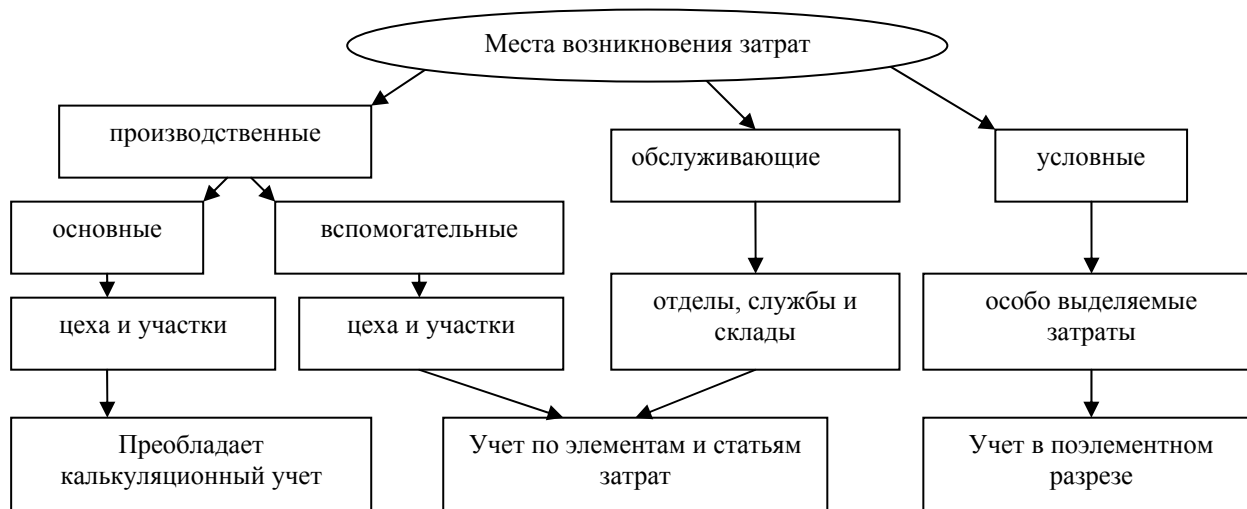 Места возникновения затрат
производственные
обслуживающие
условные
основные
вспомогательные
цеха и участки
цеха и участки
отделы, службы и
склады
особо выделяемые
затраты
Преобладает
калькуляционный учет
Учет по элементам и статьям
затрат
Учет в поэлементном
разрезе